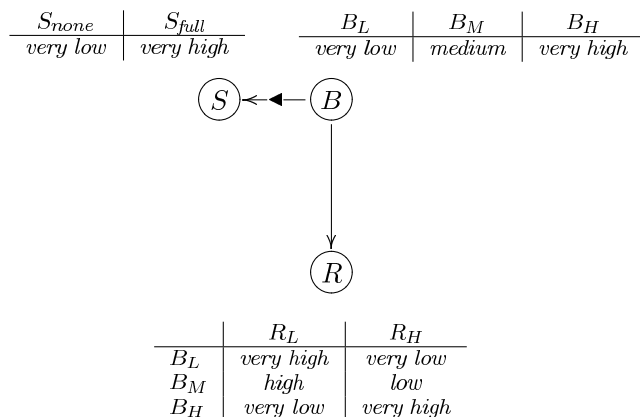 S_none S_full B_L B_M B_H
very low very high very low medium very high
S B
R
R_L R_H
B_L very high very low
B_M high low
B_H very low very high